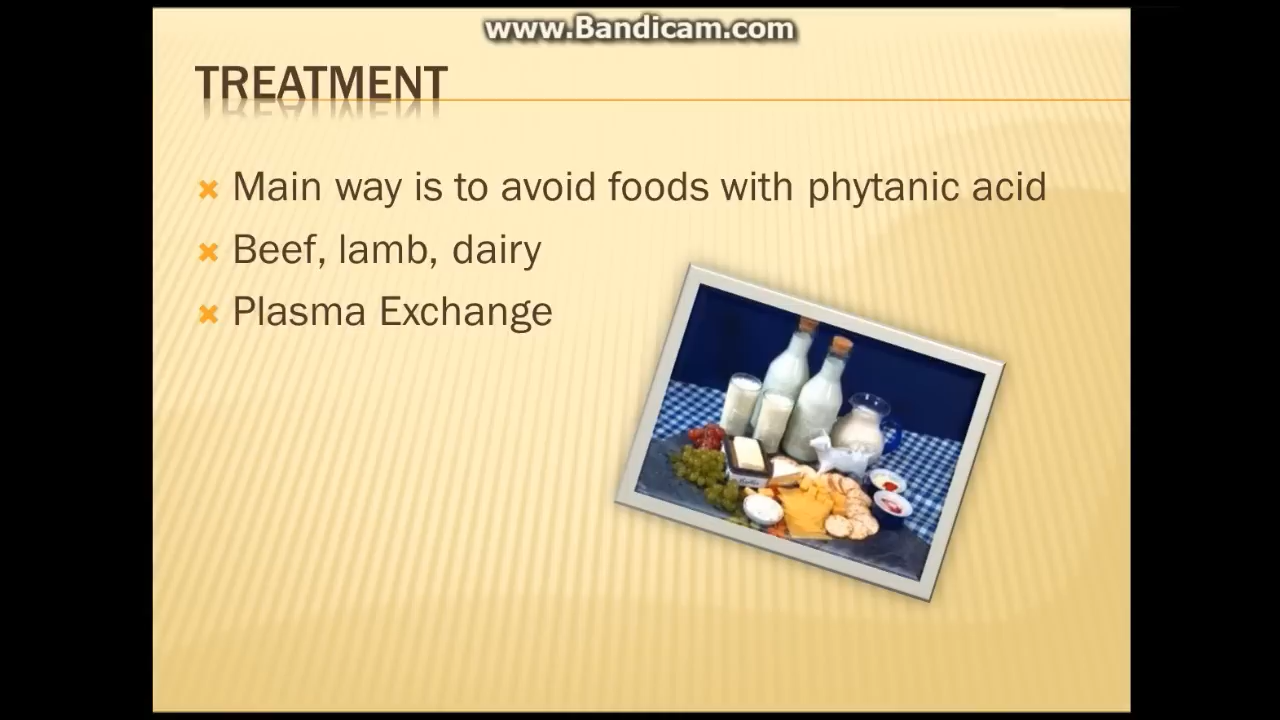 www.Bandicam.com
TREATMENT
Main way is to avoid foods with phytanic acid
Beef, lamb, dairy
Plasma Exchange